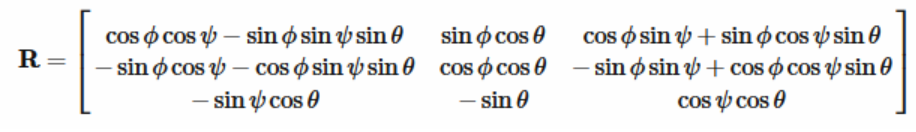 cos ϕ cos ψ − sin ϕ sin ψ sin θ sin ϕ cos θ cos ϕ sin ψ + sin ϕ cos ψ sin θ
R = − sin ϕ cos ψ − cos ϕ sin ψ sin θ cos ϕ cos θ − sin ϕ sin ψ + cos ϕ cos ψ sin θ
− sin ψ cos θ − sin θ cos ψ cos θ